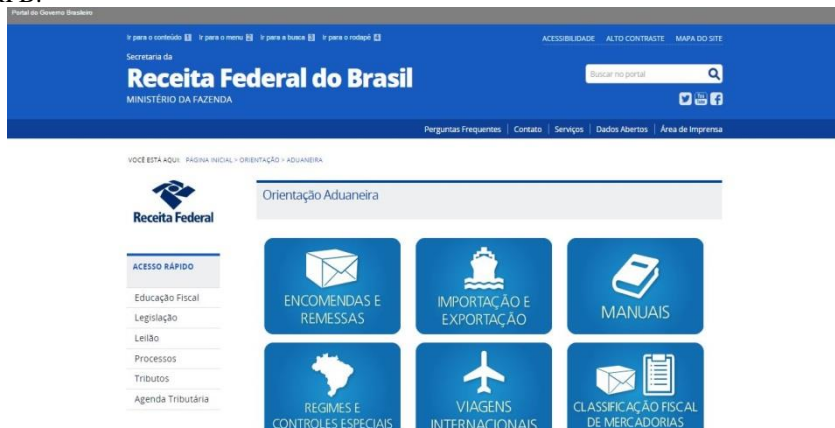 RFB.
Portal do Governo Brasileiro
Ir para o conteúdo 1 Ir para o menu 2 Ir para a busca 3 Ir para o rodapé 4
ACESSIBILIDADE ALTO CONTRASTE MAPA DO SITE
Secretaria da
Receita Federal do Brasil
MINISTÉRIO DA FAZENDA
Buscar no portal
You Tube
Perguntas Frequentes | Contato | Serviços | Dados Abertos | Área de Imprensa
VOCÊ ESTÁ AQUI: PÁGINA INICIAL > ORIENTAÇÃO > ADUANEIRA
Receita Federal
Orientação Aduaneira
ACESSO RÁPIDO
Educação Fiscal
Legislação
Leilão
Processos
Tributos
Agenda Tributária
ENCOMENDAS E
REMESSAS
IMPORTAÇÃO E
EXPORTAÇÃO
MANUAIS
REGIMES E
CONTROLES ESPECIAIS
VIAGENS
INTERNACIONAIS
CLASSIFICAÇÃO FISCAL
DE MERCADORIAS